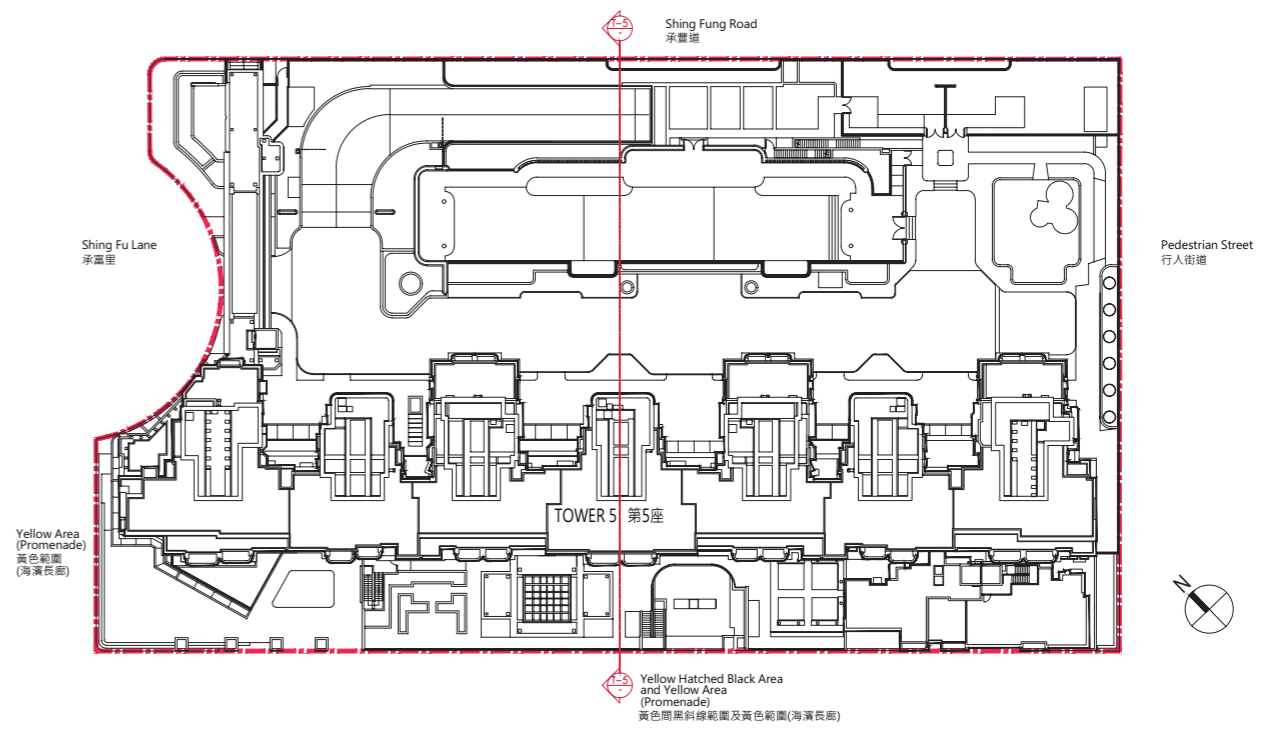 T-5
-
Shing Fung Road
承豐道
Shing Fu Lane
承富里
Pedestrian Street
行人街道
TOWER 5 第5座
Yellow Area
(Promenade)
黃色範圍
(海濱長廊)
N
T-5
-
Yellow Hatched Black Area
and Yellow Area
(Promenade)
黃色間黑斜線範圍及黃色範圍(海濱長廊)